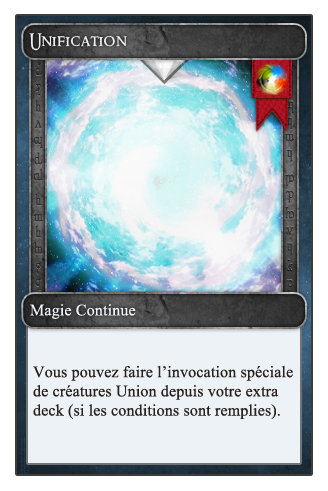 Unification
Magie Continue
Vous pouvez faire l'invocation spéciale
de créatures Union depuis votre extra
deck (si les conditions sont remplies).